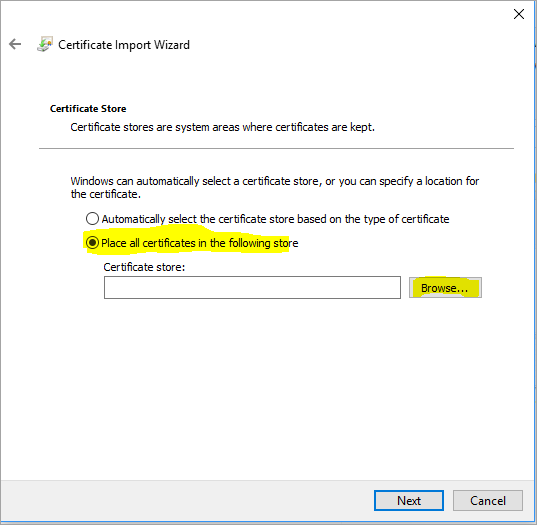 Certificate Import Wizard
Certificate Store
Certificate stores are system areas where certificates are kept.
Windows can automatically select a certificate store, or you can specify a location for
the certificate.
Automatically select the certificate store based on the type of certificate
Place all certificates in the following store
Certificate store:
Browse...
Next
Cancel